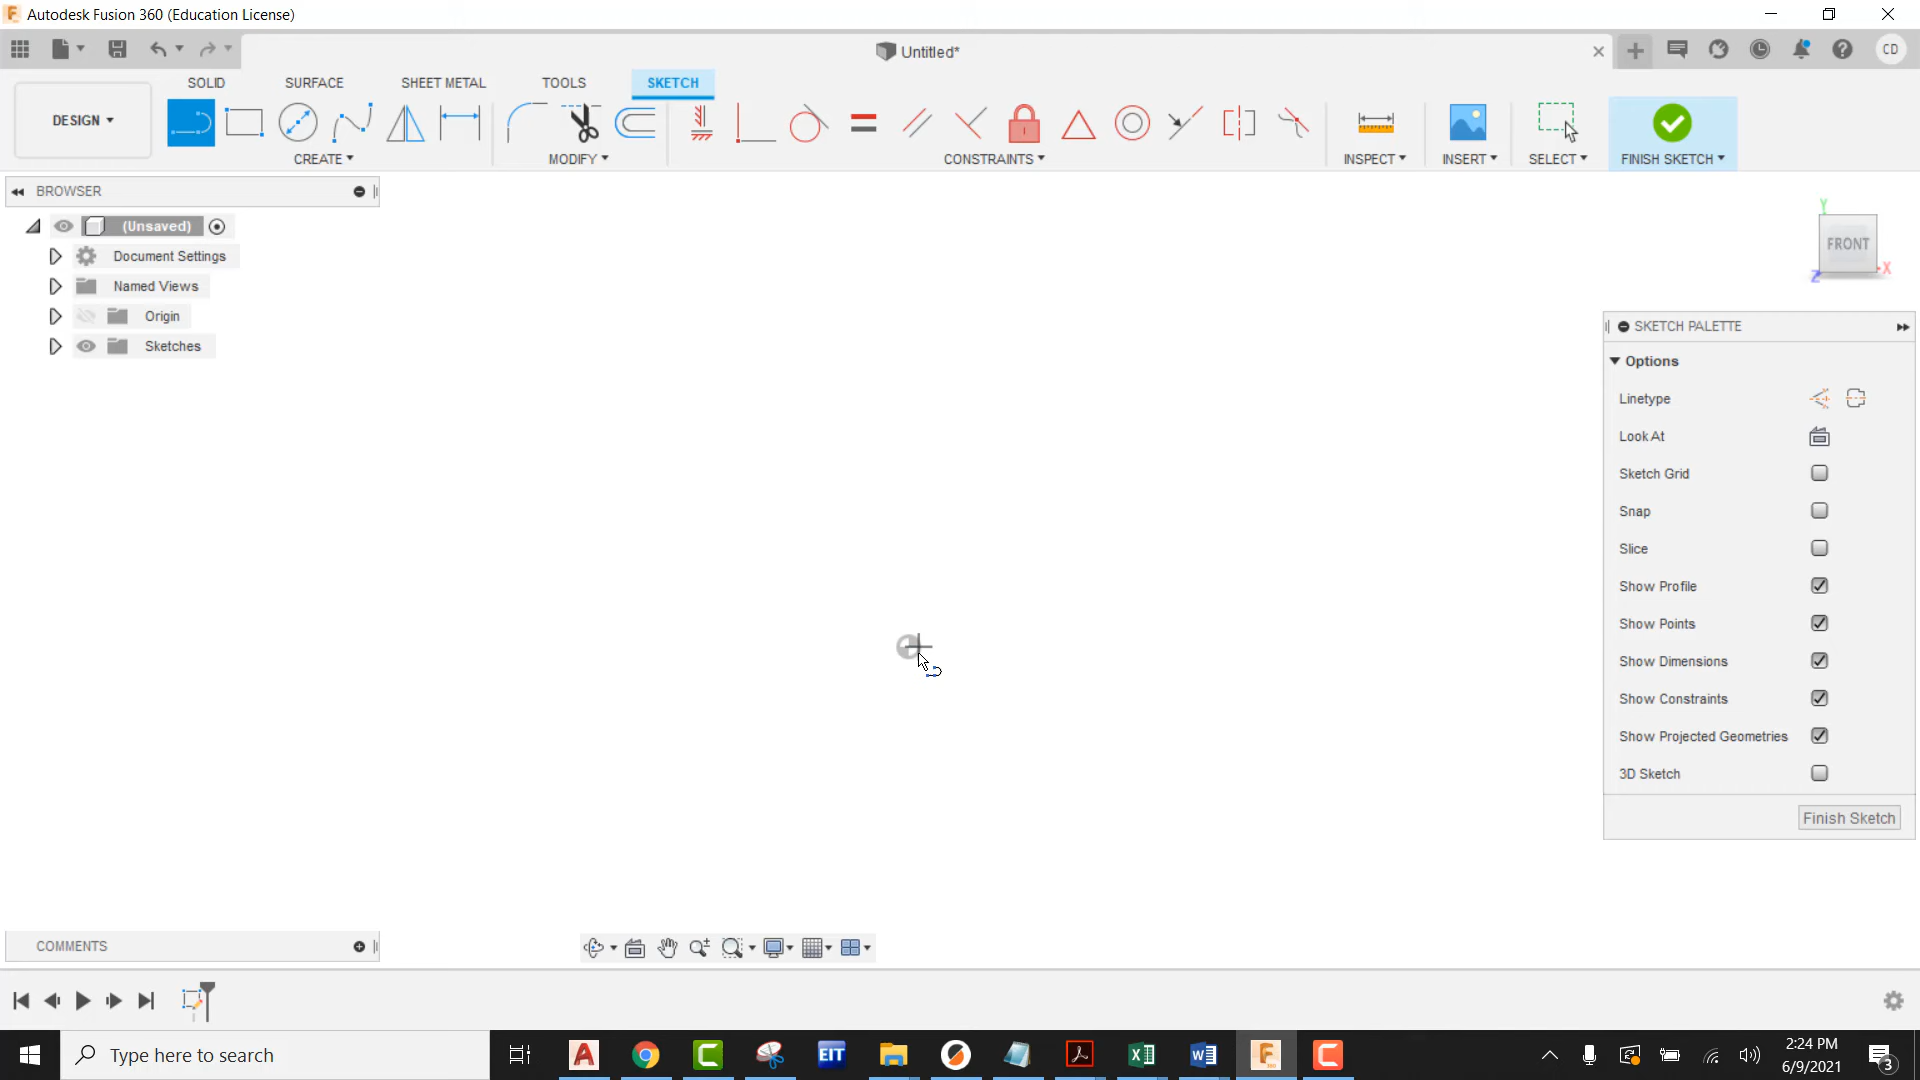 Autodesk Fusion 360 (Education License)
Untitled*
CD
SOLID
SURFACE
SHEET METAL
TOOLS
SKETCH
DESIGN
CREATE
MODIFY
CONSTRAINTS
INSPECT
INSERT
SELECT
FINISH SKETCH
BROWSER
(Unsaved)
Document Settings
Named Views
Origin
Sketches
Y
FRONT
X
Z
SKETCH PALETTE
Options
Linetype
Look At
Sketch Grid
Snap
Slice
Show Profile
Show Points
Show Dimensions
Show Constraints
Show Projected Geometries
3D Sketch
Finish Sketch
COMMENTS
Type here to search
EIT
2:24 PM
6/9/2021
3